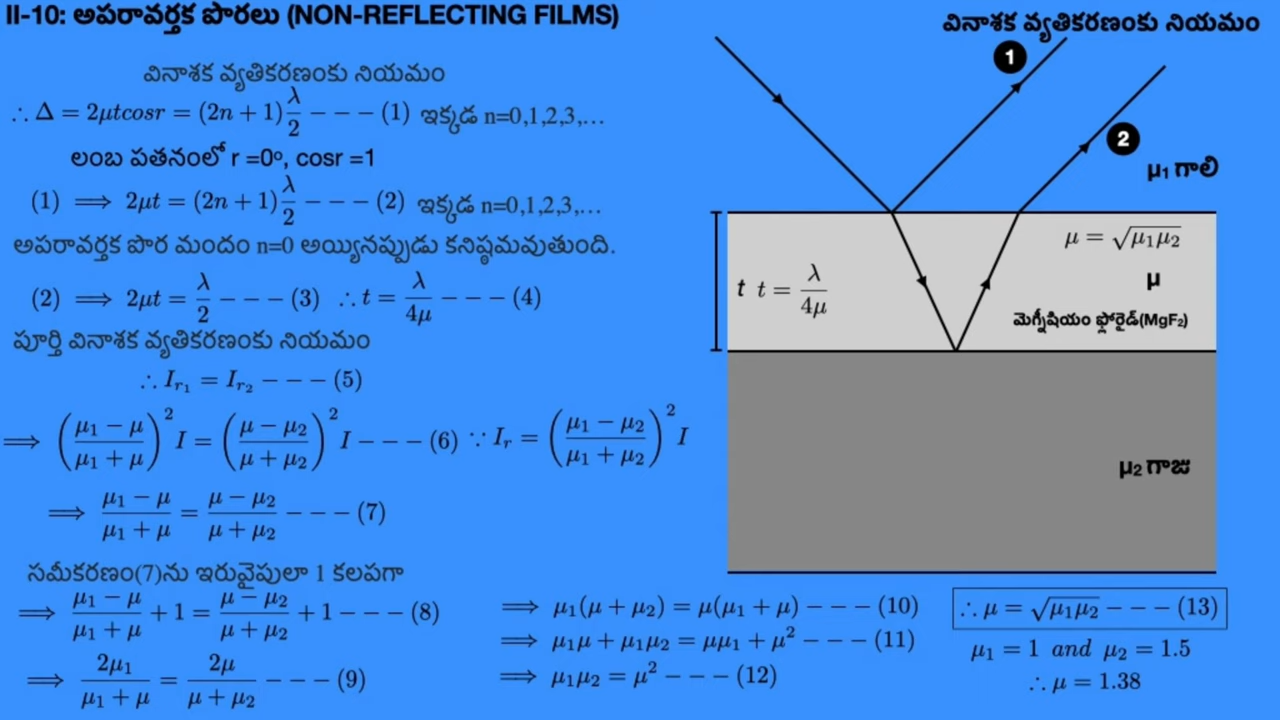 II-10: అపరావర్తక పొరలు (NON-REFLECTING FILMS)
వినాశక వ్యతికరణంకు నియమం
∴ Δ = 2μtcosr = (2n + 1) λ/2 − − − (1) ఇక్కడ n=0,1,2,3,...
లంబ పతనంలో r =0º, cosr =1
(1) ⟹ 2μt = (2n + 1) λ/2 − − − (2) ఇక్కడ n=0,1,2,3,...
అపరావర్తక పొర మందం n=0 అయ్యినప్పుడు కనిష్ఠమవుతుంది.
(2) ⟹ 2μt = λ/2 − − − (3) ∴ t = λ/4μ − − − (4)
పూర్తి వినాశక వ్యతికరణంకు నియమం
∴ I_{r₁} = I_{r₂} − − − (5)
⟹ ((μ₁ − μ)/(μ₁ + μ))² I = ((μ − μ₂)/(μ + μ₂))² I − − − (6) ∵ I_r = ((μ₁ − μ₂)/(μ₁ + μ₂))² I
⟹ (μ₁ − μ)/(μ₁ + μ) = (μ − μ₂)/(μ + μ₂) − − − (7)
సమీకరణం(7)ను ఇరువైపులా 1 కలపగా
⟹ (μ₁ − μ)/(μ₁ + μ) + 1 = (μ − μ₂)/(μ + μ₂) + 1 − − − (8)
⟹ 2μ₁/(μ₁ + μ) = 2μ/(μ + μ₂) − − − (9)
⟹ μ₁(μ + μ₂) = μ(μ₁ + μ) − − − (10)
⟹ μ₁μ + μ₁μ₂ = μμ₁ + μ² − − − (11)
⟹ μ₁μ₂ = μ² − − − (12)
∴ μ = √(μ₁μ₂) − − − (13)
μ₁ = 1 and μ₂ = 1.5
∴ μ = 1.38
వినాశక వ్యతికరణంకు నియమం
1
2
μ₁ గాలి
μ = √(μ₁μ₂)
t t = λ/4μ
μ
మెగ్నీషియం ఫ్లోరైడ్(MgF₂)
μ₂ గాజు